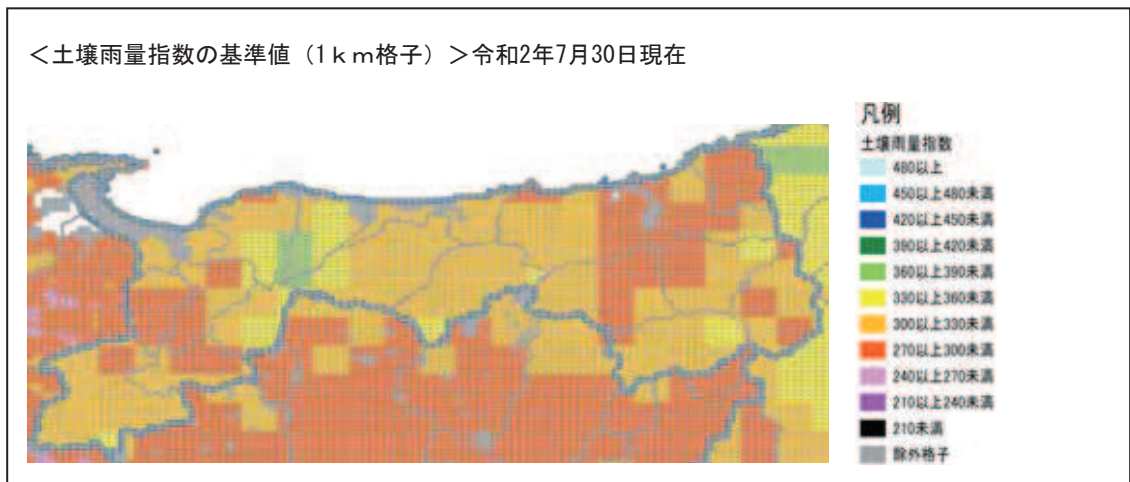 ＜土壌雨量指数の基準値（1ｋｍ格子）＞令和2年7月30日現在
凡例
土壌雨量指数
480以上
450以上480未満
420以上450未満
390以上420未満
360以上390未満
330以上360未満
300以上330未満
270以上300未満
240以上270未満
210以上240未満
210未満
除外格子